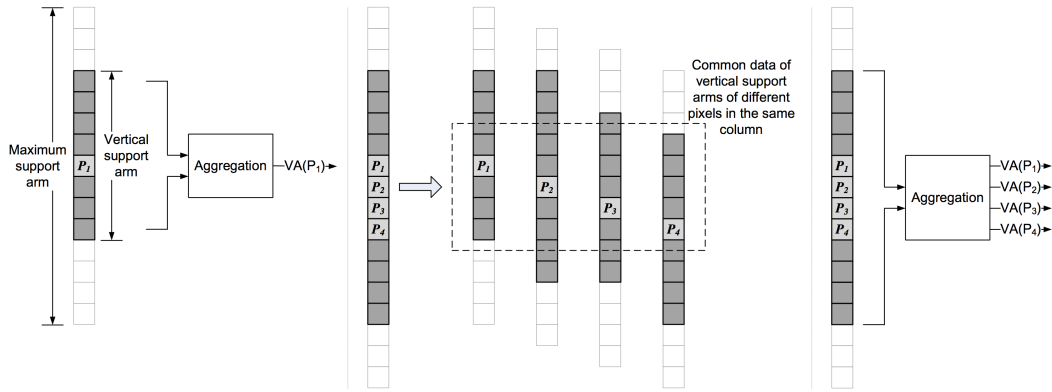 Maximum
support
arm
P1
Vertical
support
arm
Aggregation
VA(P1)
P1
P2
P3
P4
P1
P2
P3
P4
Common data of
vertical support
arms of different
pixels in the same
column
P1
P2
P3
P4
Aggregation
VA(P1)
VA(P2)
VA(P3)
VA(P4)